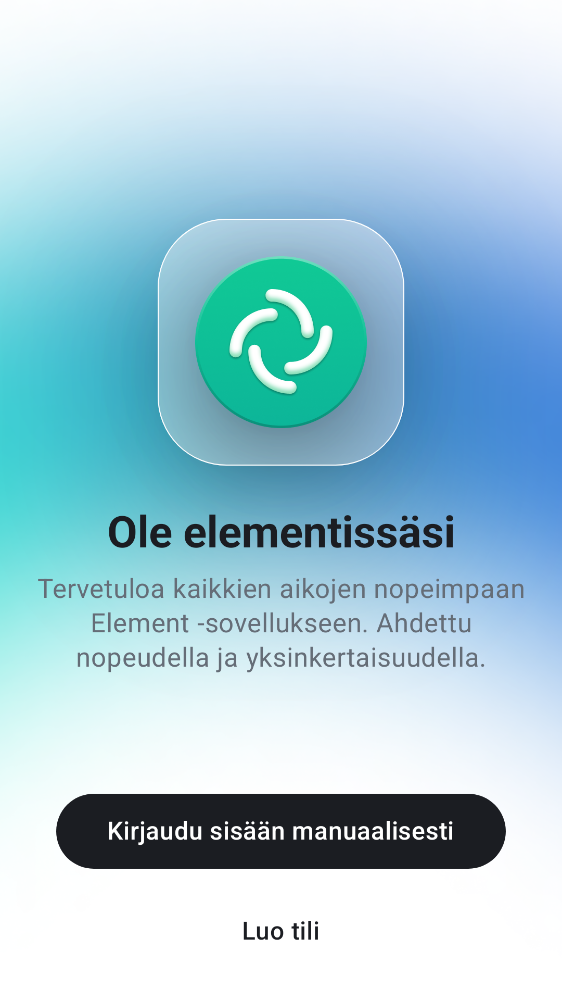 Ole elementissäsi
Tervetuloa kaikkien aikojen nopeimpaan
Element -sovellukseen. Ahdettu
nopeudella ja yksinkertaisuudella.
Kirjaudu sisään manuaalisesti
Luo tili